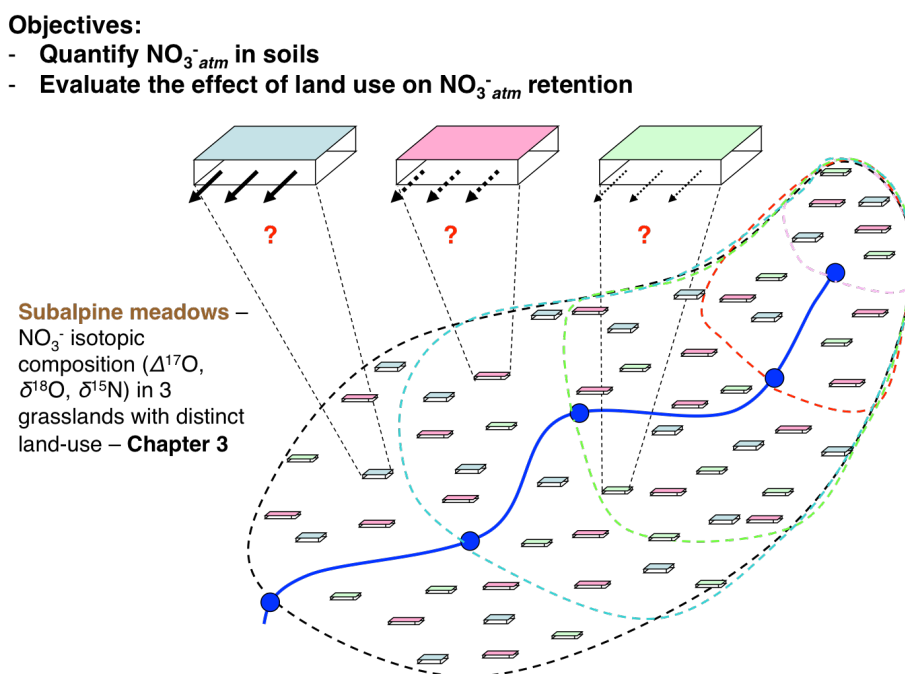 Objectives:
- Quantify NO₃⁻ₐₜₘ in soils
- Evaluate the effect of land use on NO₃⁻ₐₜₘ retention
? ? ?
Subalpine meadows –
NO₃⁻ isotopic
composition (Δ¹⁷O,
δ¹⁸O, δ¹⁵N) in 3
grasslands with distinct
land-use – Chapter 3